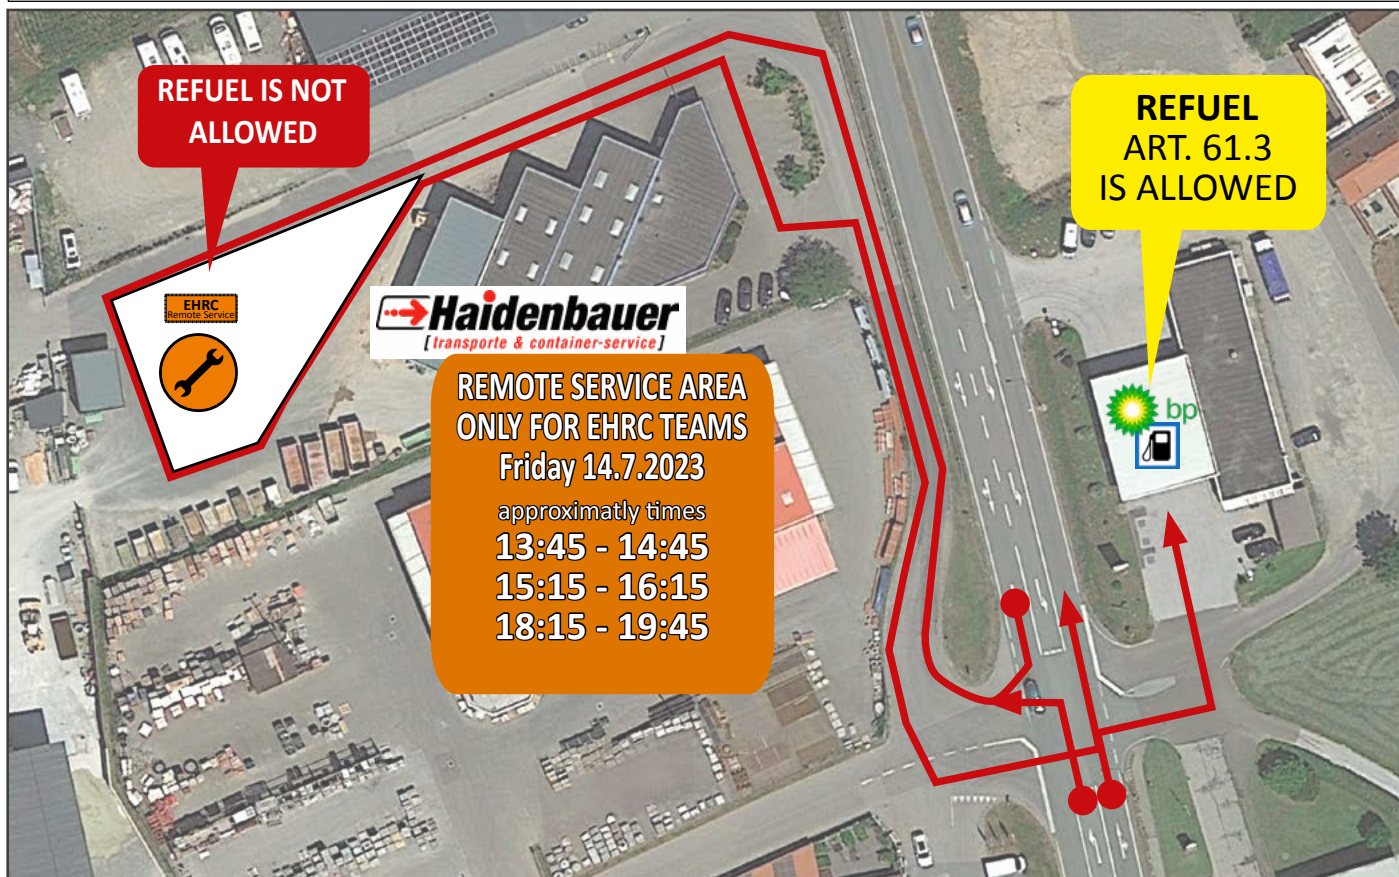 REFUEL IS NOT
ALLOWED
REFUEL
ART. 61.3
IS ALLOWED
EHRC
Remote Service
Haidenbauer
[transporte & container-service]
bp
REMOTE SERVICE AREA
ONLY FOR EHRC TEAMS
Friday 14.7.2023
approximatly times
13:45 - 14:45
15:15 - 16:15
18:15 - 19:45